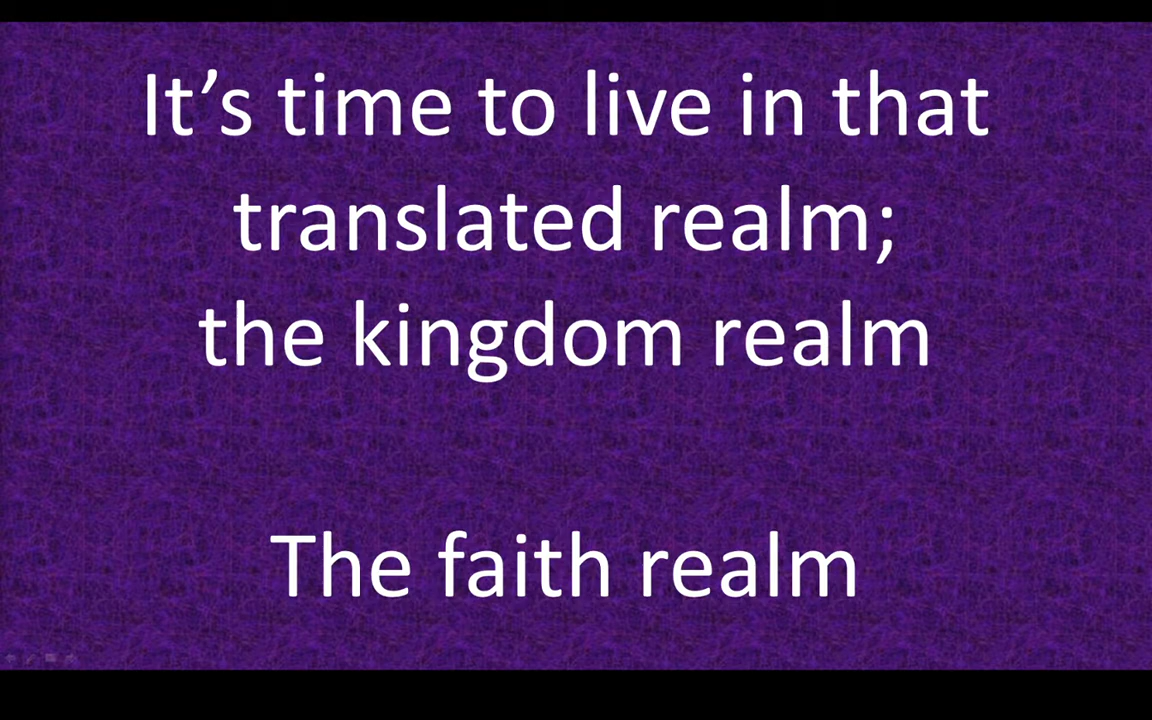 It’s time to live in that
translated realm;
the kingdom realm
The faith realm